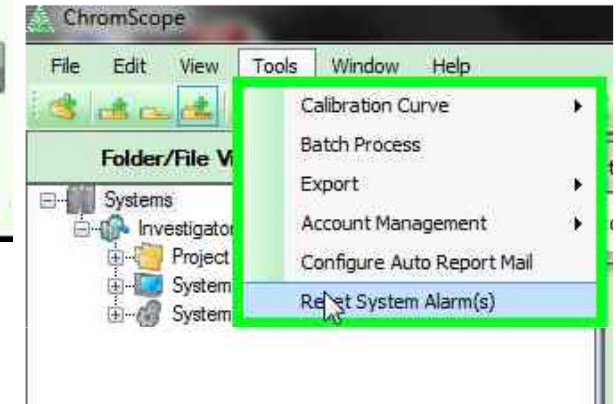 ChromScope
File Edit View Tools Window Help
Calibration Curve
Batch Process
Export
Account Management
Configure Auto Report Mail
Reset System Alarm(s)
Folder/File
Systems
Investigator
Project
System
System